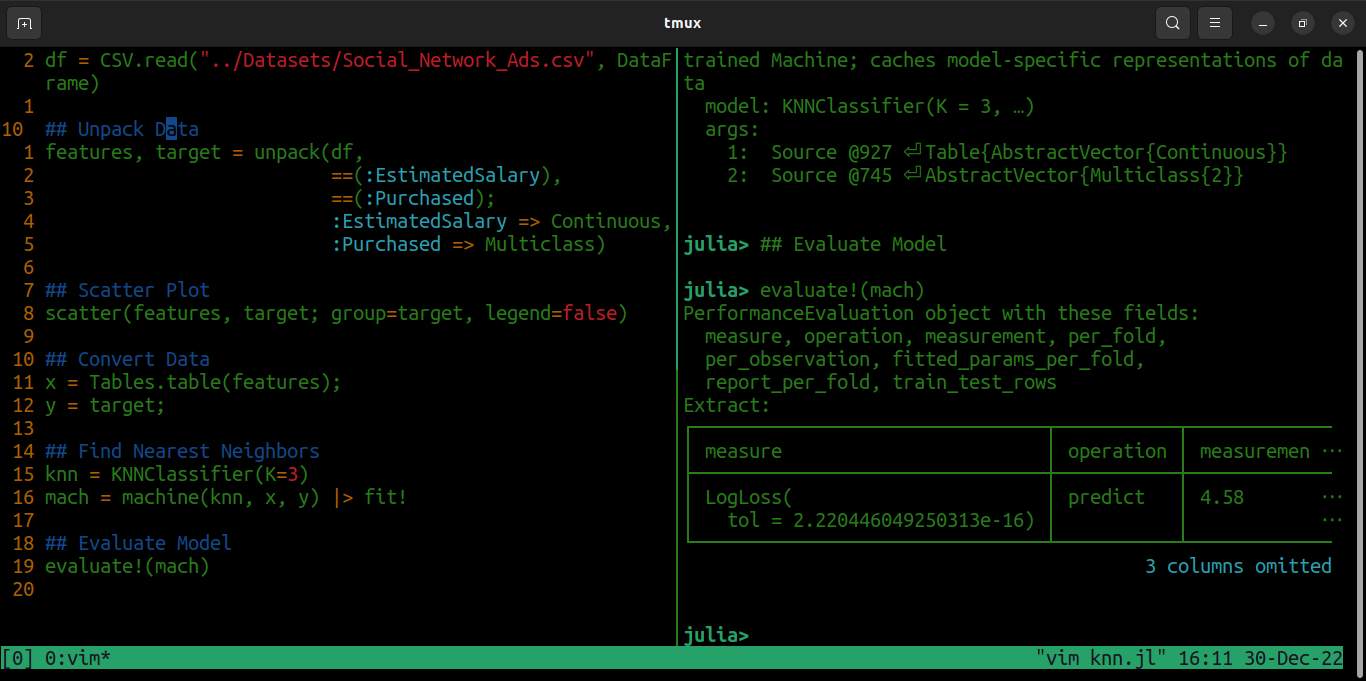 tmux
2 df = CSV.read("../Datasets/Social_Network_Ads.csv", DataF
rame)
1
10 ## Unpack Data
1 features, target = unpack(df,
2 ==(:EstimatedSalary),
3 ==(:Purchased);
4 :EstimatedSalary => Continuous,
5 :Purchased => Multiclass)
6
7 ## Scatter Plot
8 scatter(features, target; group=target, legend=false)
9
10 ## Convert Data
11 x = Tables.table(features);
12 y = target;
13
14 ## Find Nearest Neighbors
15 knn = KNNClassifier(K=3)
16 mach = machine(knn, x, y) |> fit!
17
18 ## Evaluate Model
19 evaluate!(mach)
20
trained Machine; caches model-specific representations of da
ta
model: KNNClassifier(K = 3, …)
args:
1: Source @927 ⏎ Table{AbstractVector{Continuous}}
2: Source @745 ⏎ AbstractVector{Multiclass{2}}
julia> ## Evaluate Model
julia> evaluate!(mach)
PerformanceEvaluation object with these fields:
measure, operation, measurement, per_fold,
per_observation, fitted_params_per_fold,
report_per_fold, train_test_rows
Extract:
measure operation measuremen ⋯
LogLoss( predict 4.58 ⋯
tol = 2.220446049250313e-16) ⋯
3 columns omitted
julia>
[0] 0:vim* "vim knn.jl" 16:11 30-Dec-22